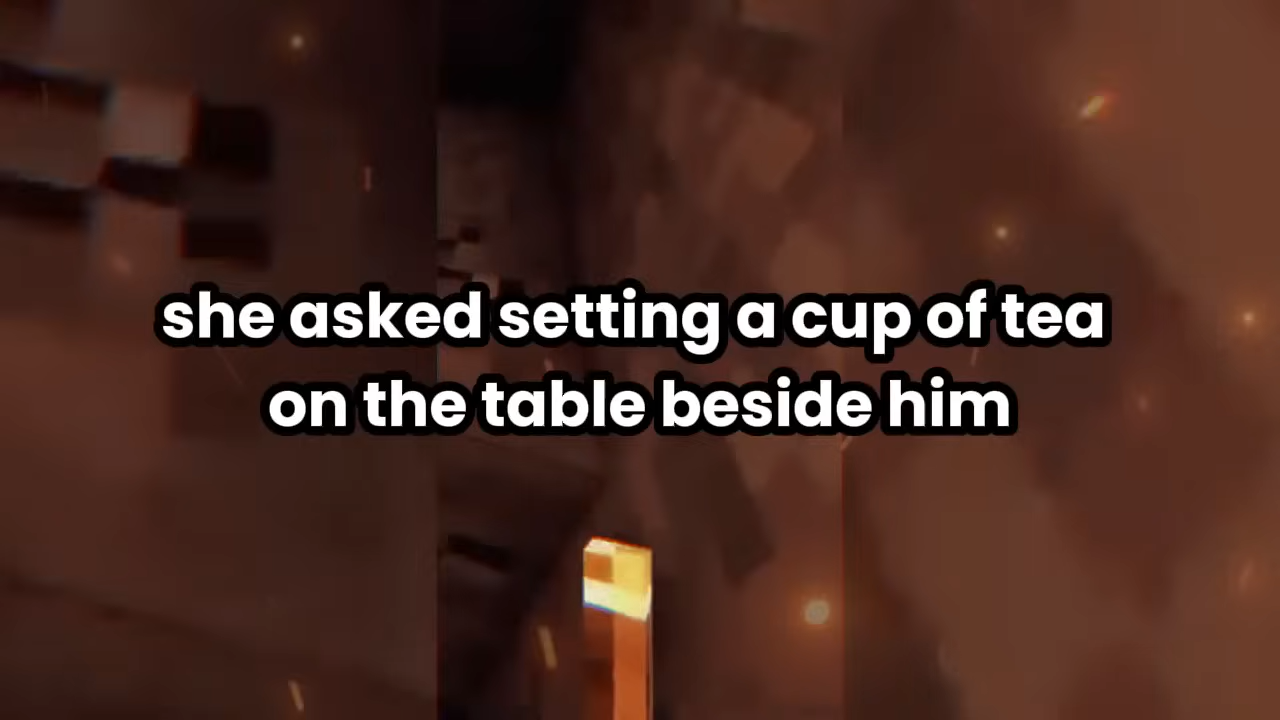 she asked setting a cup of tea
on the table beside him